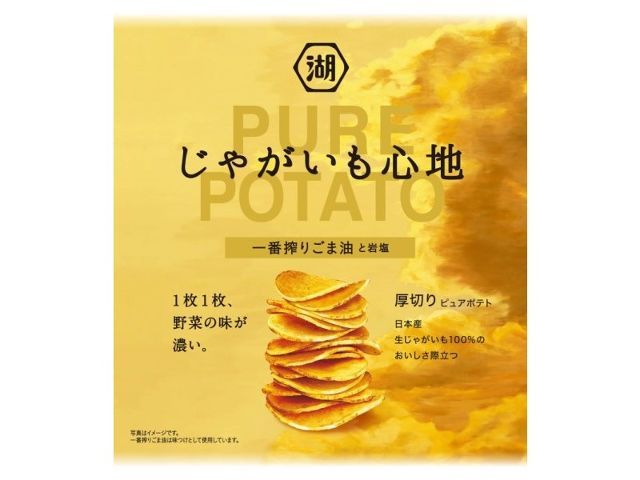 湖
PURE
POTATO
じゃがいも心地
一番搾りごま油と岩塩
1枚1枚、
野菜の味が
濃い。
厚切りピュアポテト
日本産
生じゃがいも100%の
おいしさ際立つ
写真はイメージです。
一番搾りごま油は味つけとして使用しています。